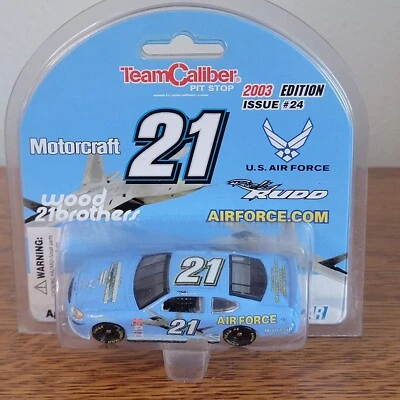 TeamCaliber
PIT STOP
2003 EDITION
ISSUE #24
Motorcraft
21
U.S. AIR FORCE
Ricky
RUDD
wood
21brothers
AIRFORCE.COM
WARNING:
21
21
AIR FORCE